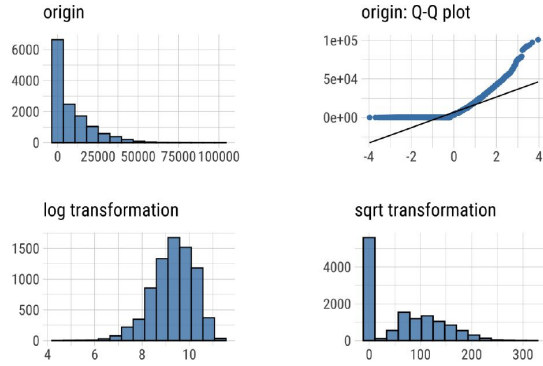 origin
6000
4000
2000
0
0 25000 50000 75000 100000
origin: Q-Q plot
1e+05
5e+04
0e+00
-4 -2 0 2 4
log transformation
1500
1000
500
0
4 6 8 10
sqrt transformation
4000
2000
0
0 100 200 300